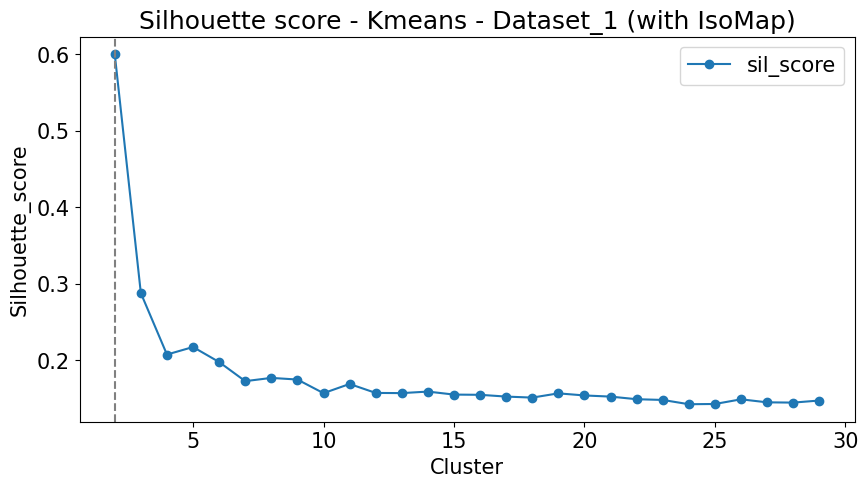 Silhouette score - Kmeans - Dataset_1 (with IsoMap)
sil_score
Silhouette_score
0.6
0.5
0.4
0.3
0.2
5 10 15 20 25 30
Cluster